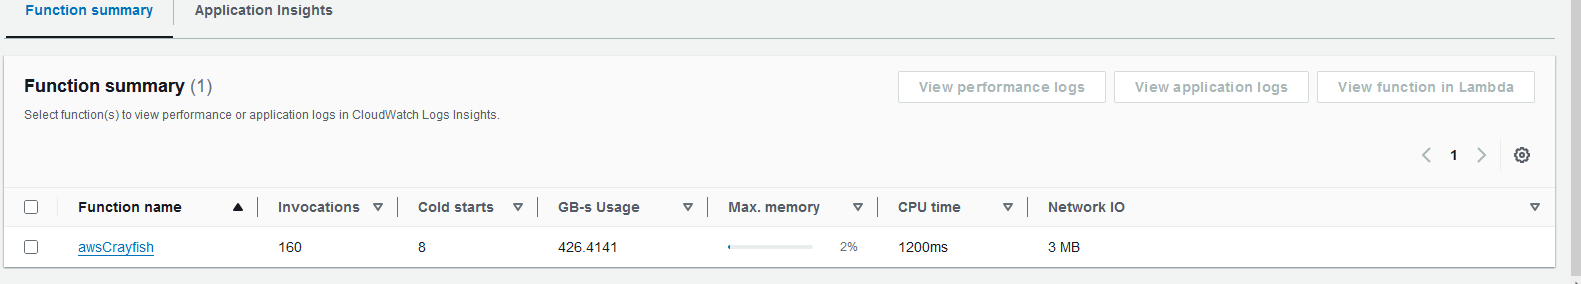 Function summary
Application Insights
Function summary (1)
View performance logs
View application logs
View function in Lambda
Select function(s) to view performance or application logs in CloudWatch Logs Insights.
1
Function name Invocations Cold starts GB-s Usage Max. memory CPU time Network IO
awsCrayfish 160 8 426.4141 2% 1200ms 3 MB